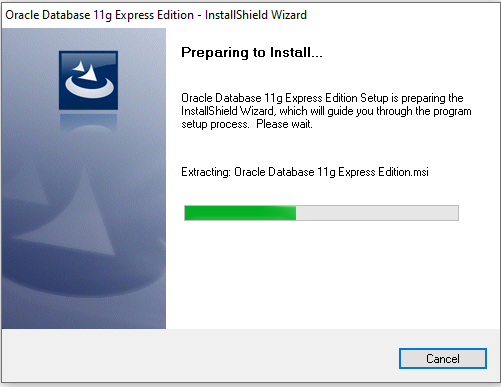 Oracle Database 11g Express Edition - InstallShield Wizard
Preparing to Install...
Oracle Database 11g Express Edition Setup is preparing the
InstallShield Wizard, which will guide you through the program
setup process. Please wait.
Extracting: Oracle Database 11g Express Edition.msi
Cancel